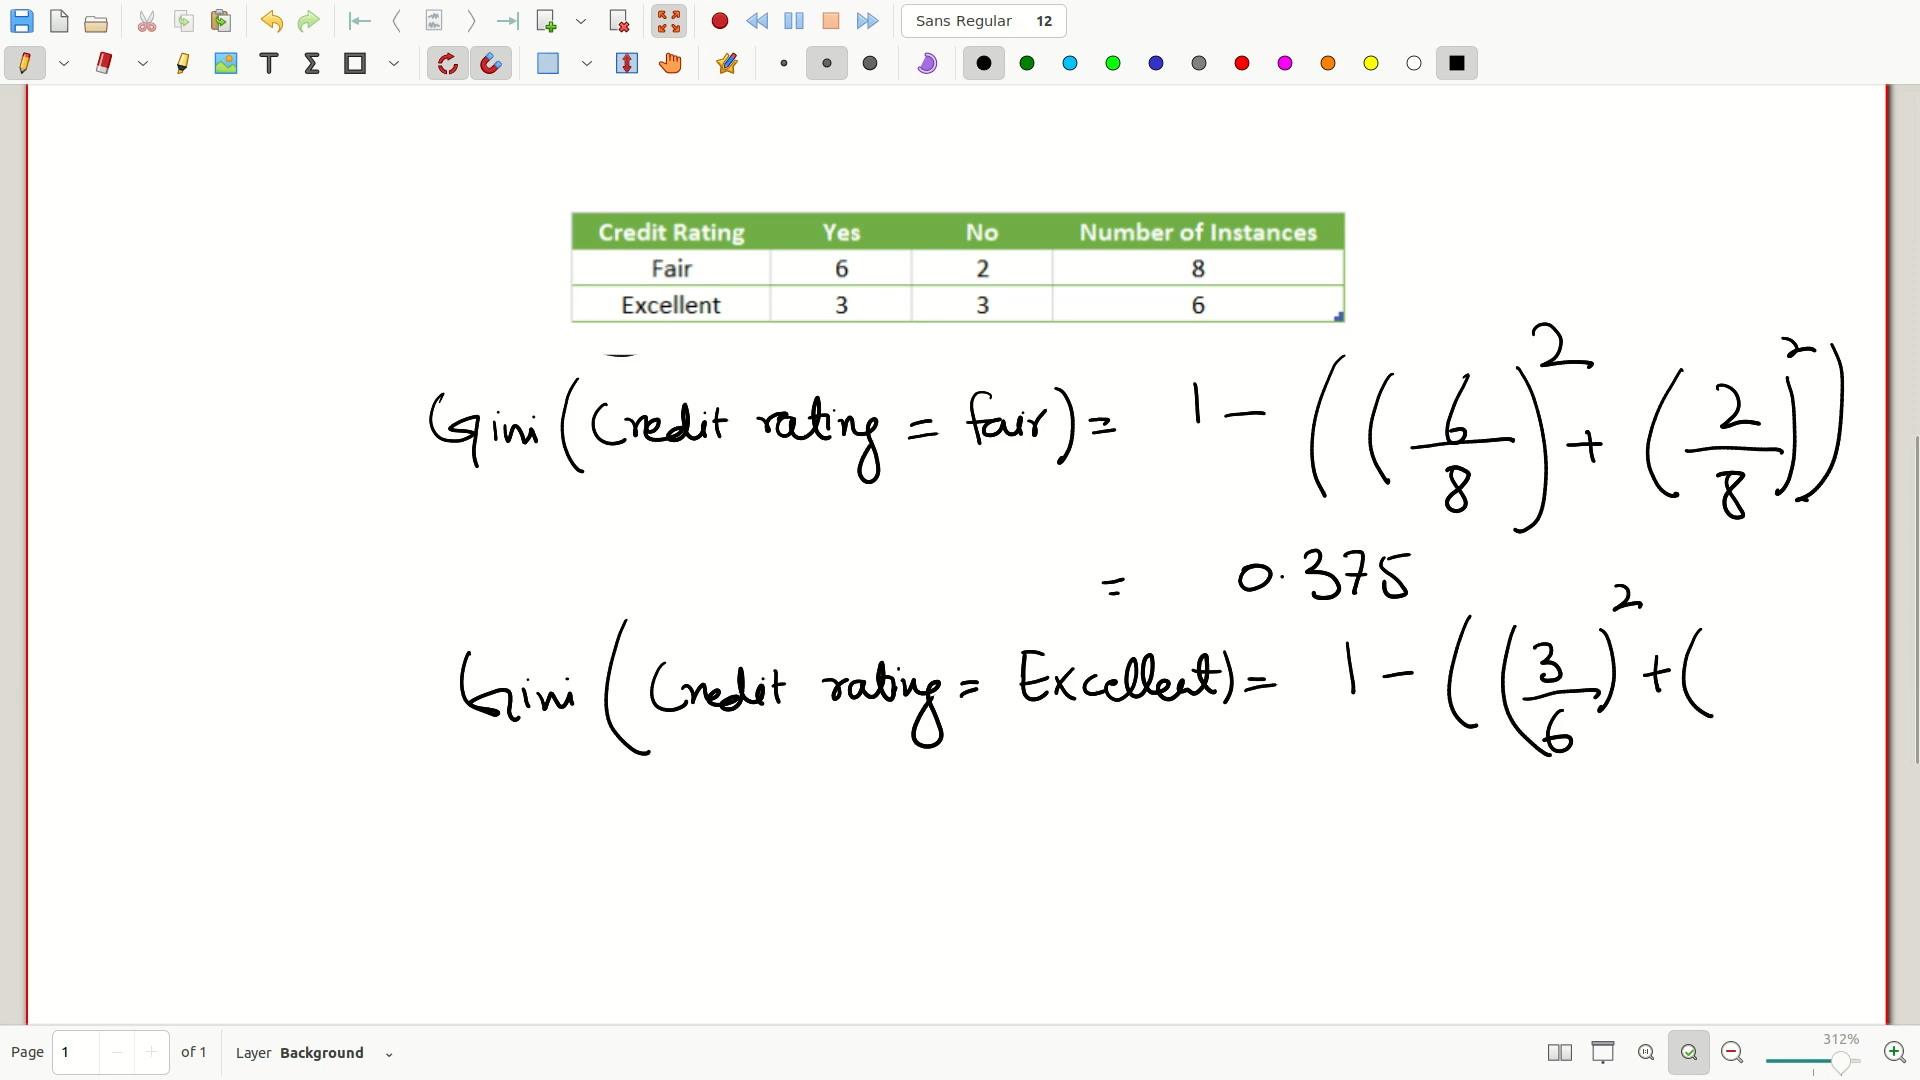 Sans Regular 12
Credit Rating Yes No Number of Instances
Fair 6 2 8
Excellent 3 3 6
Gini (Credit rating = fair) = 1 - ((6/8)² + (2/8)²)
= 0.375
Gini (Credit rating = Excellent) = 1 - ((3/6)² + (
312%
Page 1 of 1 Layer Background